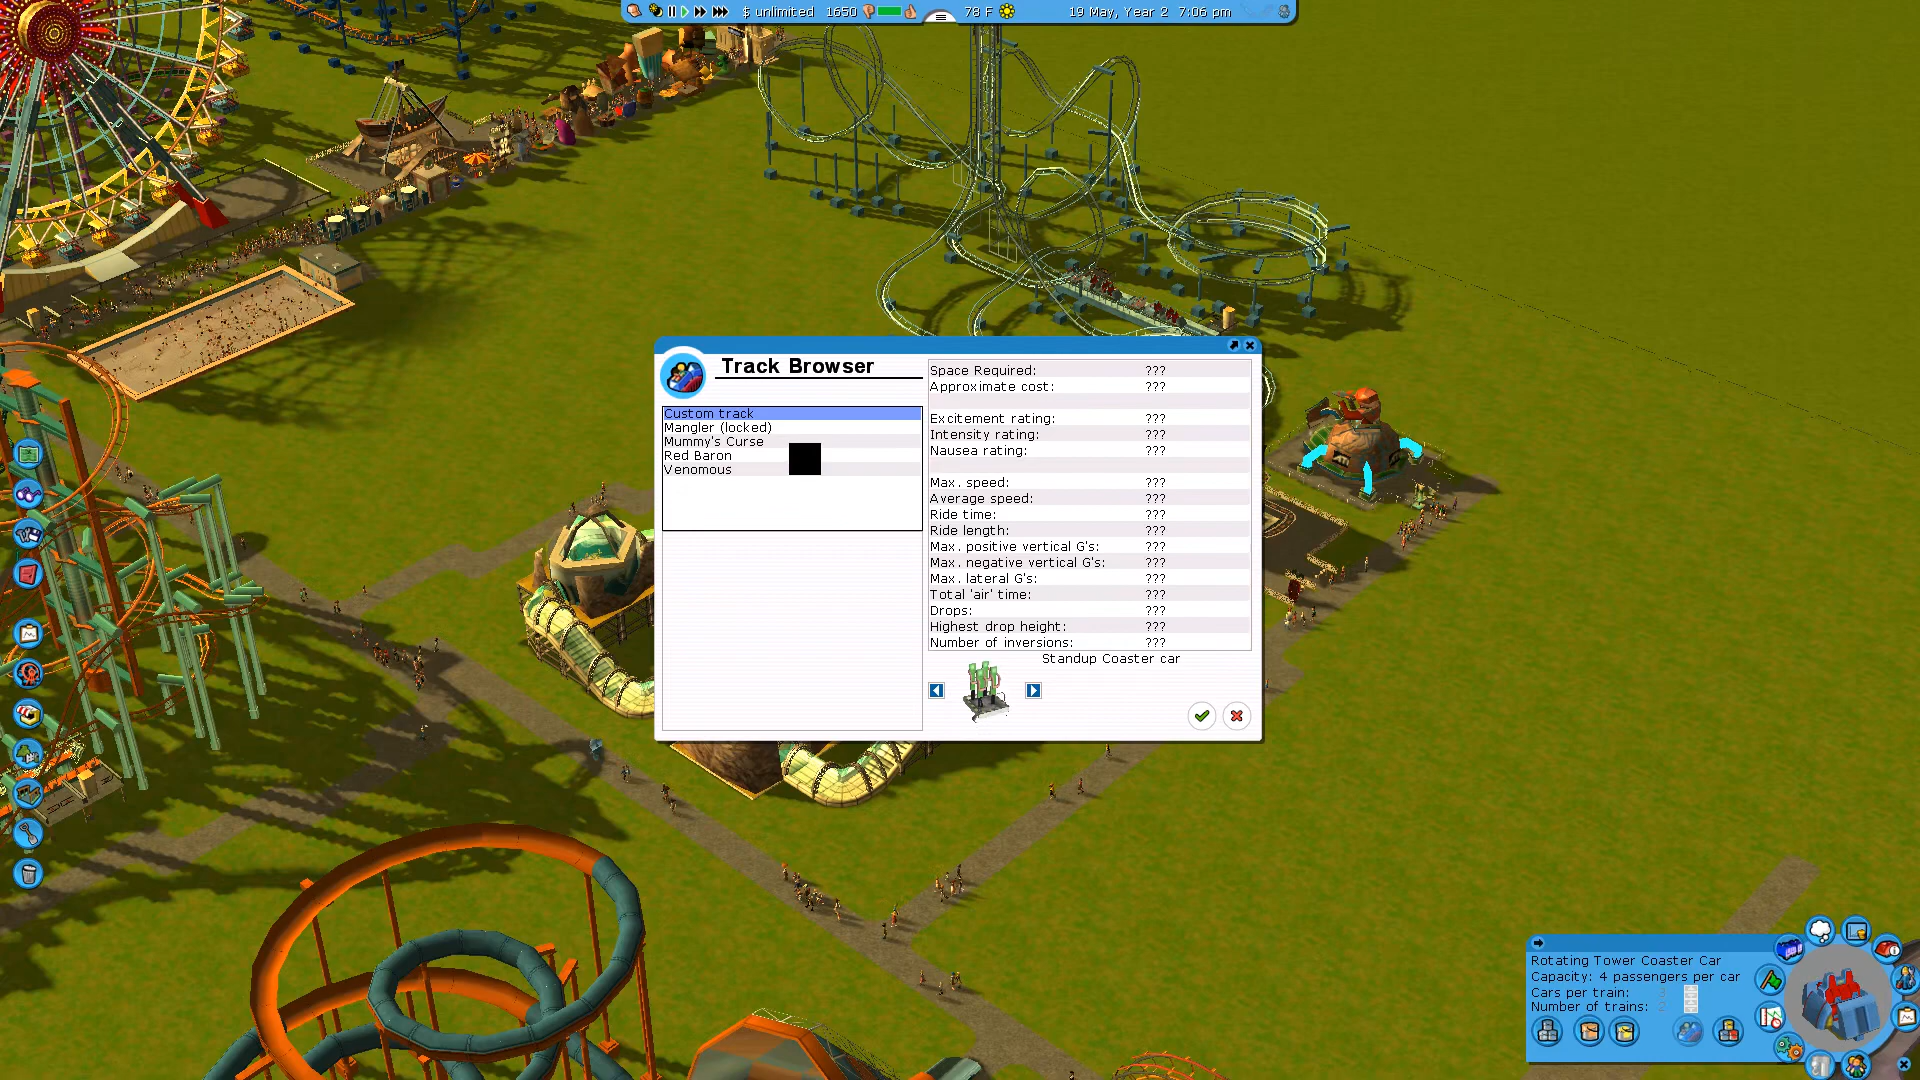 $ unlimited 1650 78 F 19 May, Year 2 7:06 pm
Track Browser
Custom track
Mangler (locked)
Mummy's Curse
Red Baron
Venomous
Space Required: ???
Approximate cost: ???
Excitement rating: ???
Intensity rating: ???
Nausea rating: ???
Max. speed: ???
Average speed: ???
Ride time: ???
Ride length: ???
Max. positive vertical G's: ???
Max. negative vertical G's: ???
Max. lateral G's: ???
Total 'air' time: ???
Drops: ???
Highest drop height: ???
Number of inversions: ???
Standup Coaster car
Rotating Tower Coaster Car
Capacity: 4 passengers per car
Cars per train:
Number of trains: